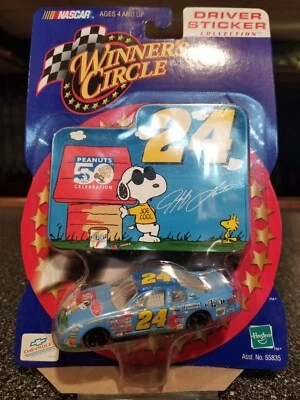 NASCAR
AGES 4 AND UP
DRIVER
STICKER
COLLECTION
WINNER'S
CIRCLE
24
PEANUTS
50
CELEBRATION
JOE
COOL
24
24
CHEVROLET
Hasbro
Asst. No. 55835